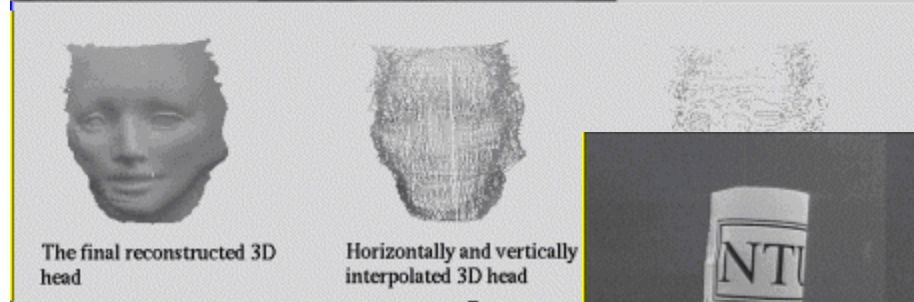 The final reconstructed 3D
head
Horizontally and vertically
interpolated 3D head
NTU